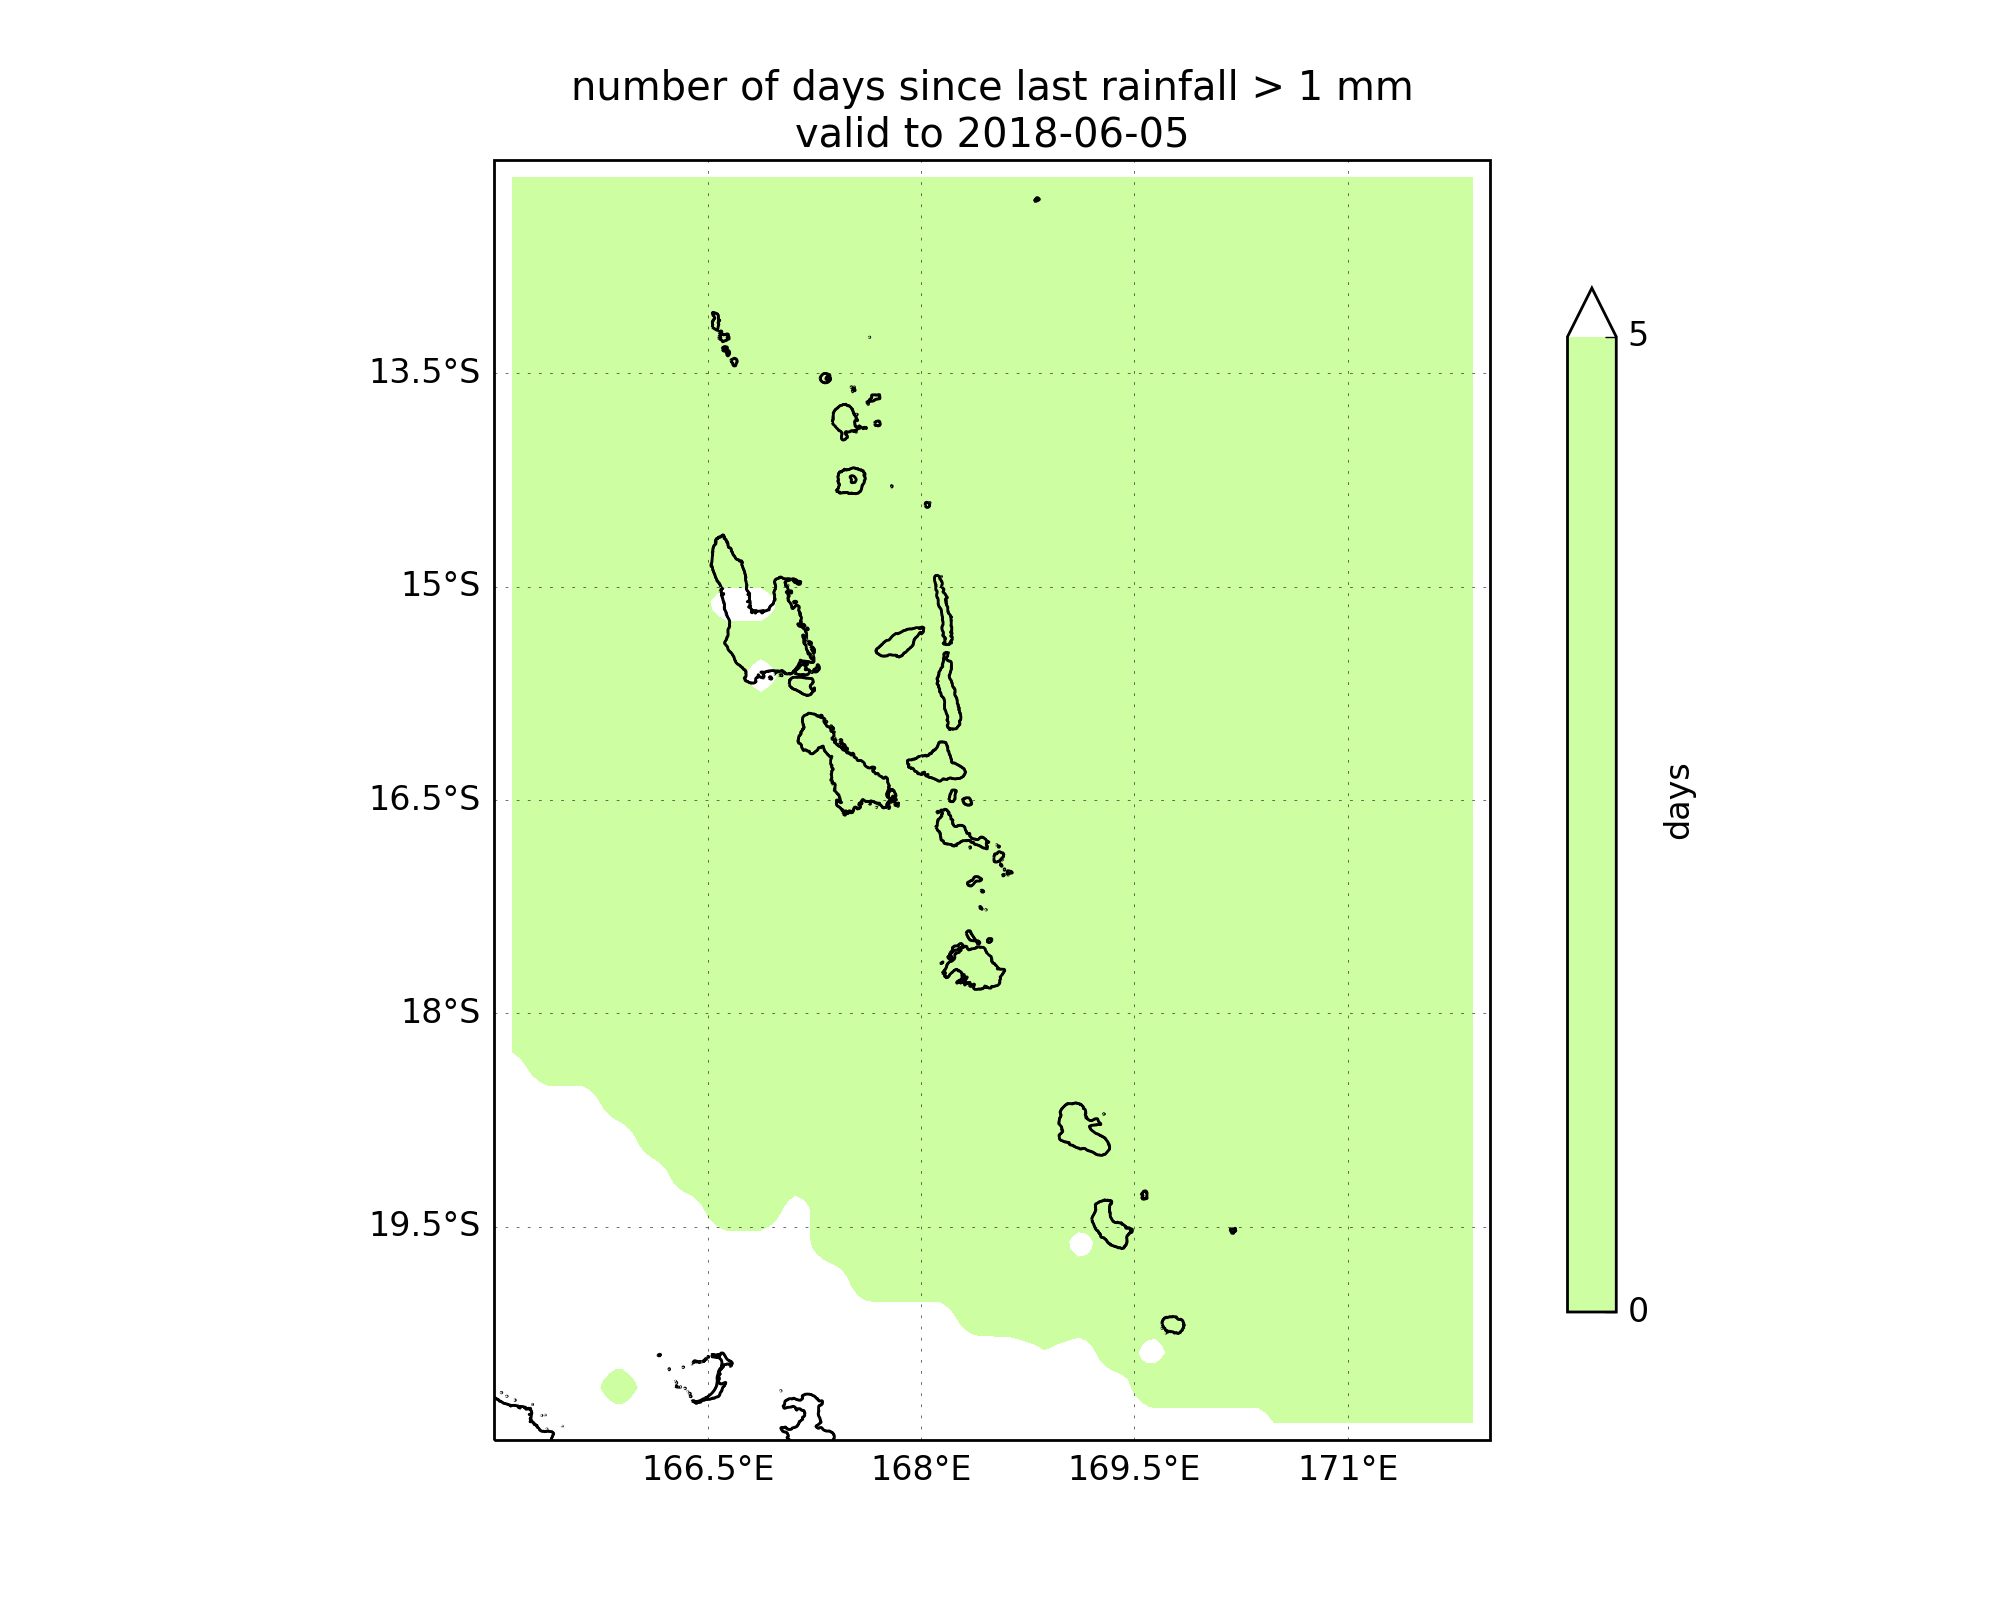 number of days since last rainfall > 1 mm
valid to 2018-06-05
13.5°S
15°S
16.5°S
18°S
19.5°S
166.5°E 168°E 169.5°E 171°E
5
days
0